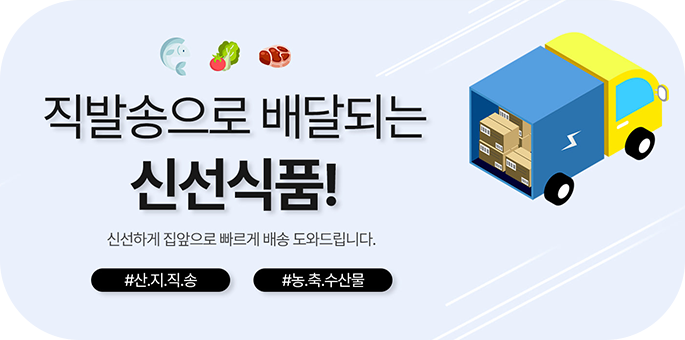 직발송으로 배달되는
신선식품!
신선하게 집앞으로 빠르게 배송 도와드립니다.
#산.지.직.송
#농.축.수산물